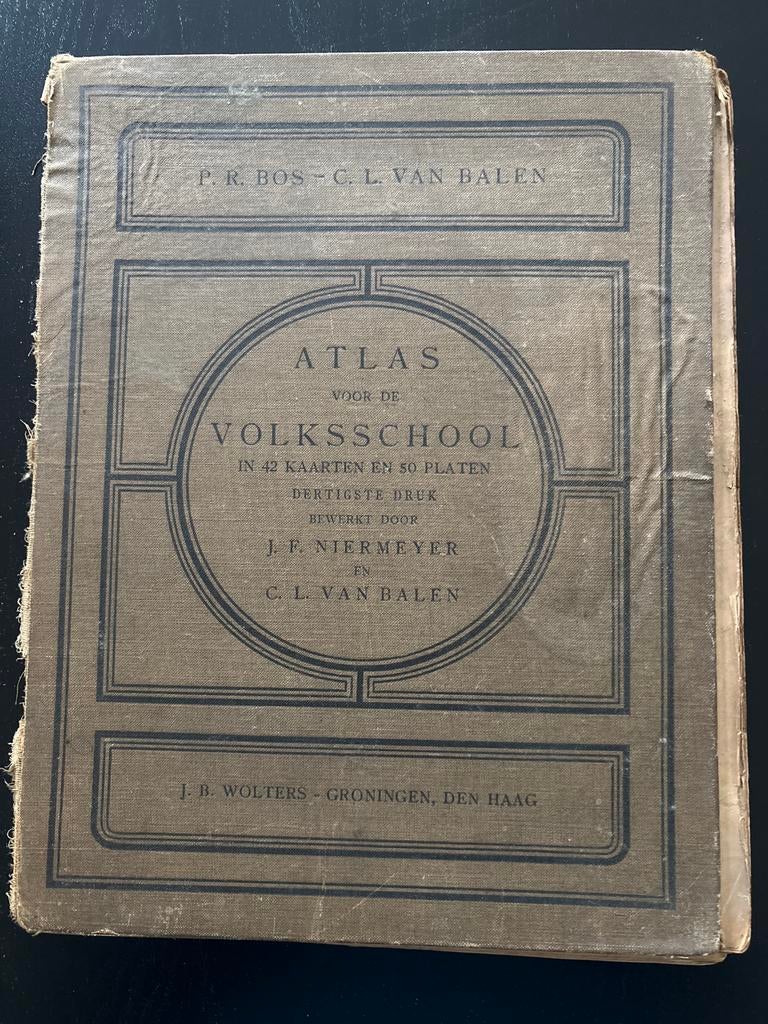 P. R. BOS - C. L. VAN BALEN
ATLAS
VOOR DE
VOLKSSCHOOL
IN 42 KAARTEN EN 50 PLATEN
DERTIGSTE DRUK
BEWERKT DOOR
J. F. NIERMEYER
EN
C. L. VAN BALEN
J. B. WOLTERS - GRONINGEN, DEN HAAG